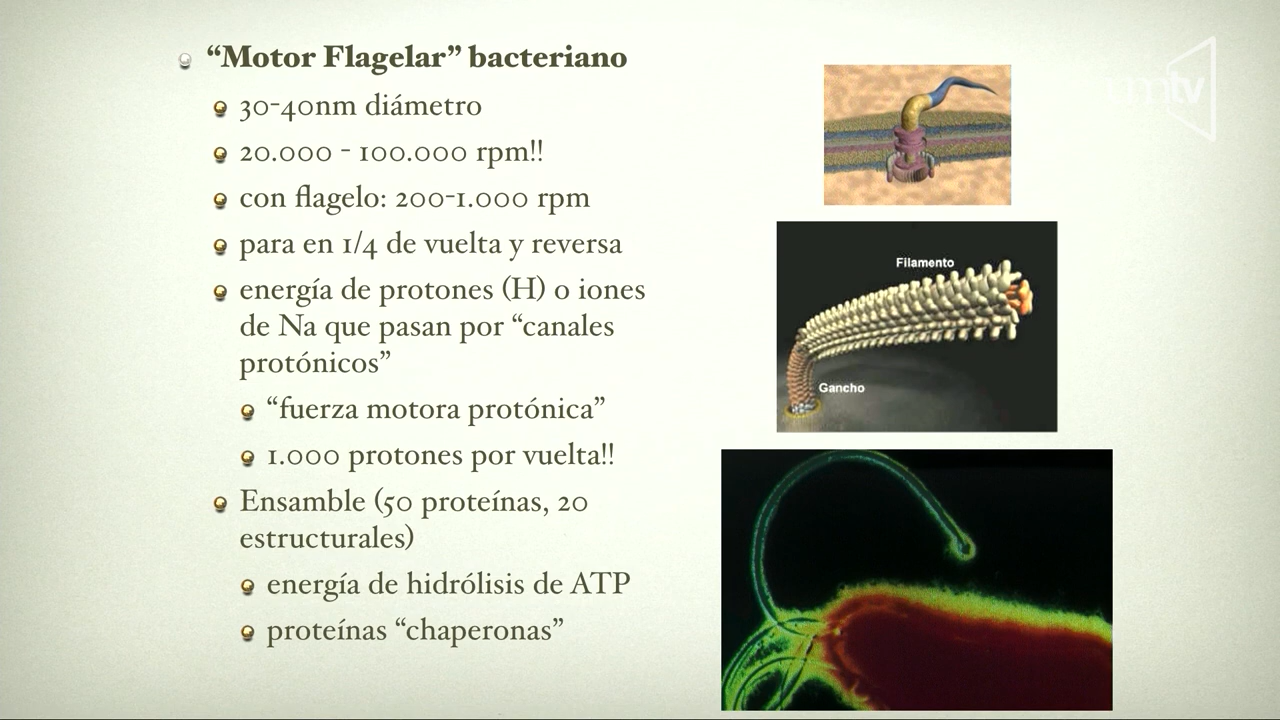 “Motor Flagelar” bacteriano
30-40nm diámetro
20.000 - 100.000 rpm!!
con flagelo: 200-1.000 rpm
para en 1/4 de vuelta y reversa
energía de protones (H) o iones
de Na que pasan por “canales
protónicos”
“fuerza motora protónica”
1.000 protones por vuelta!!
Ensamble (50 proteínas, 20
estructurales)
energía de hidrólisis de ATP
proteínas “chaperonas”
Filamento
Gancho